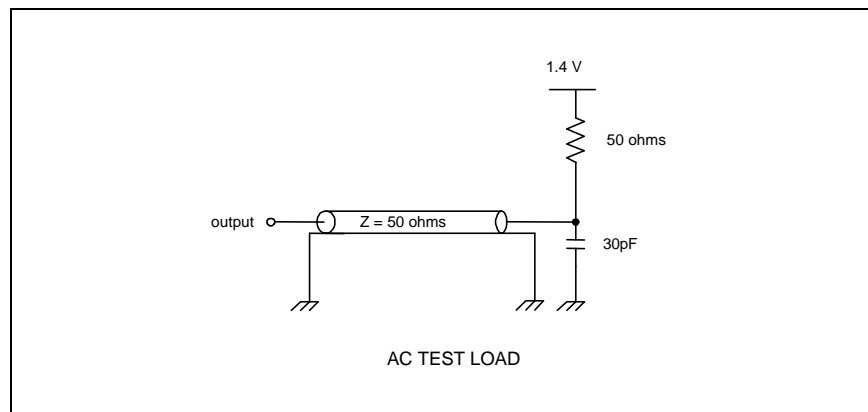 1.4 V
50 ohms
output
Z = 50 ohms
30pF
AC TEST LOAD